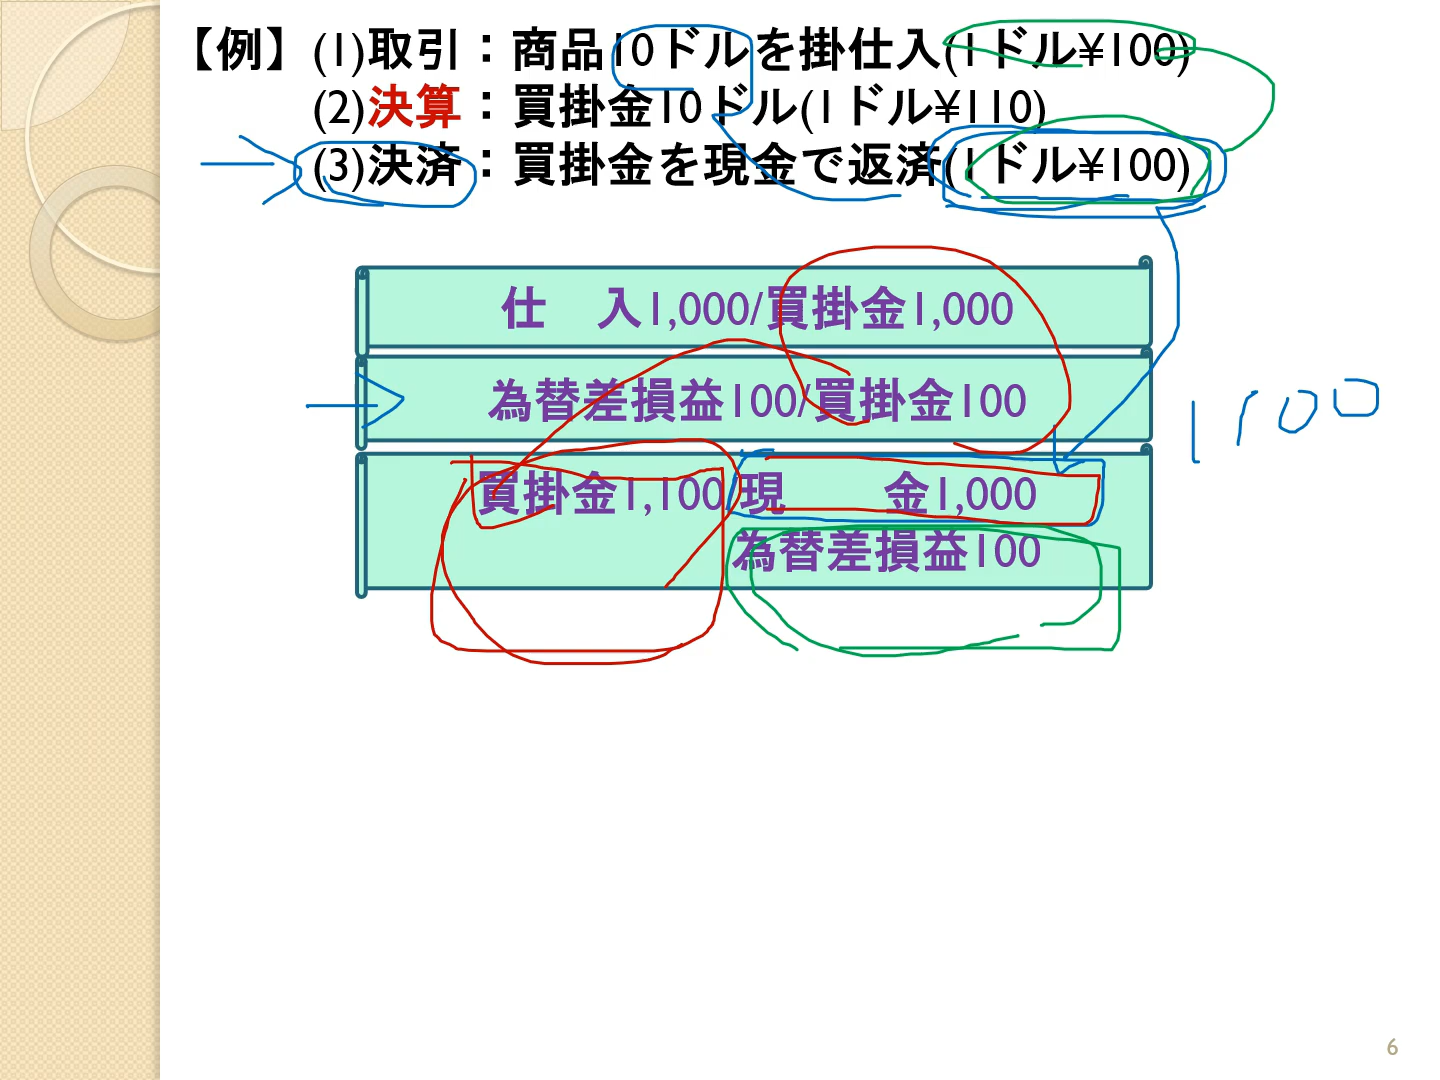 【例】(1)取引：商品10ドルを掛仕入(1ドル¥100)
(2)決算：買掛金10ドル(1ドル¥110)
(3)決済：買掛金を現金で返済(1ドル¥100)
仕　入1,000/買掛金1,000
為替差損益100/買掛金100
1100
買掛金1,100 現　　金1,000
為替差損益100
6